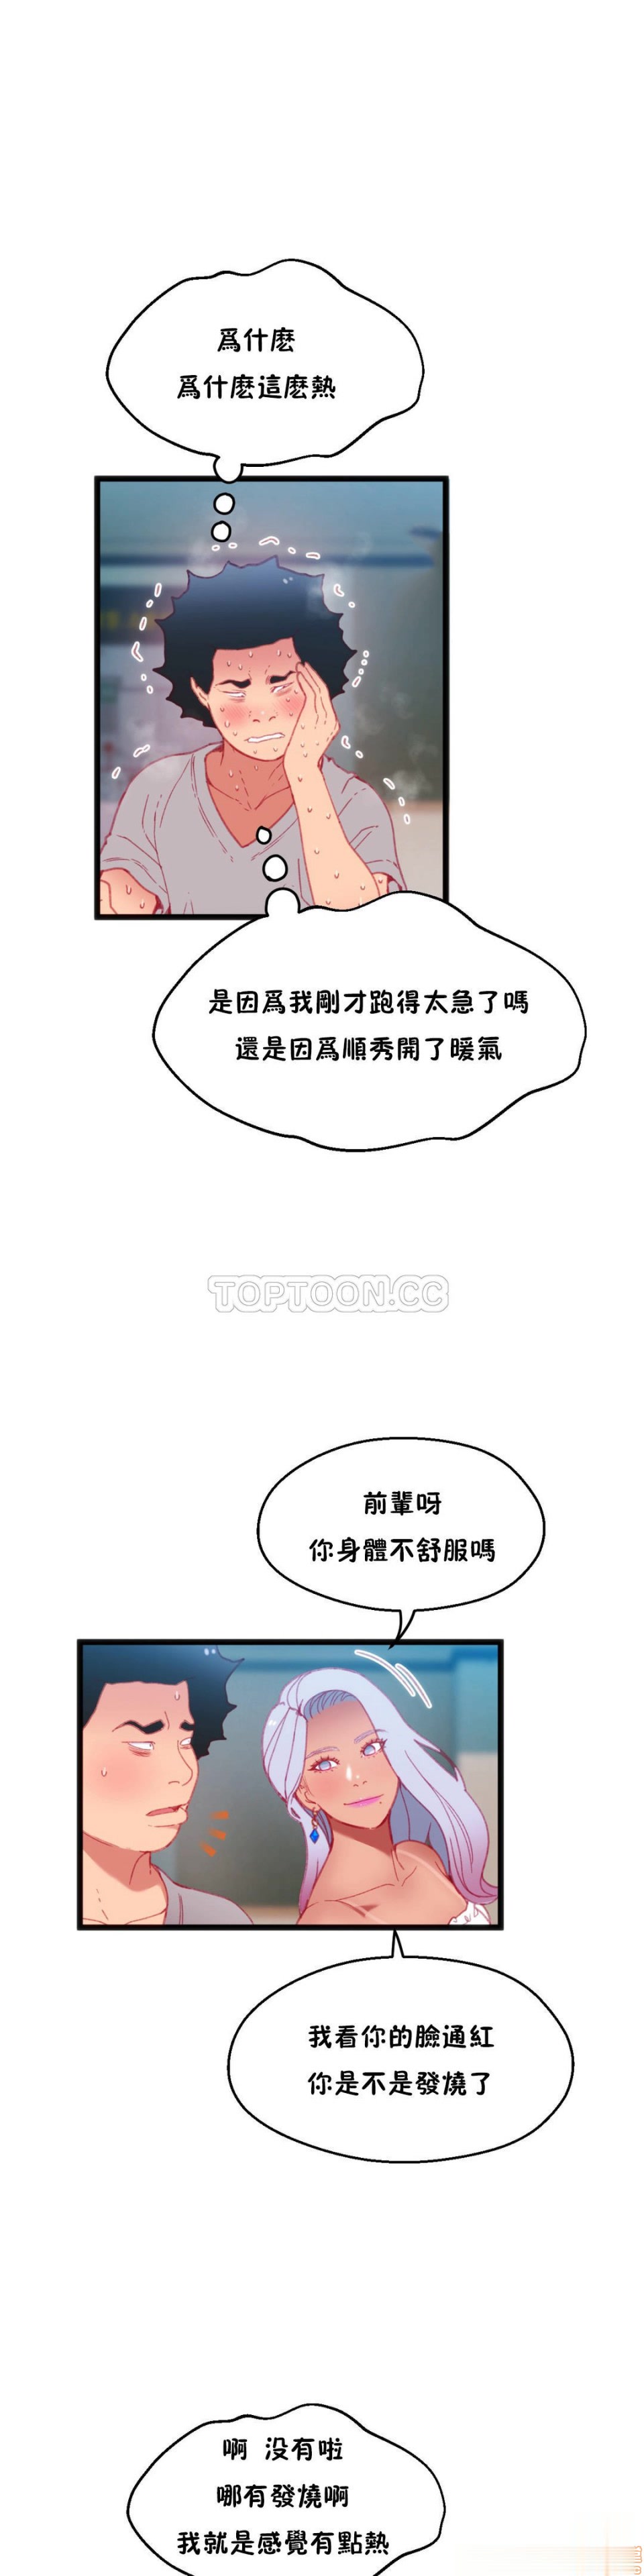 爲什麽
爲什麽這麽熱
是因爲我剛才跑得太急了嗎
還是因爲順秀開了暖氣
TOPTOON.CC
前輩呀
你身體不舒服嗎
我看你的臉通紅
你是不是發燒了
啊 没有啦
哪有發燒啊
我就是感覺有點熱